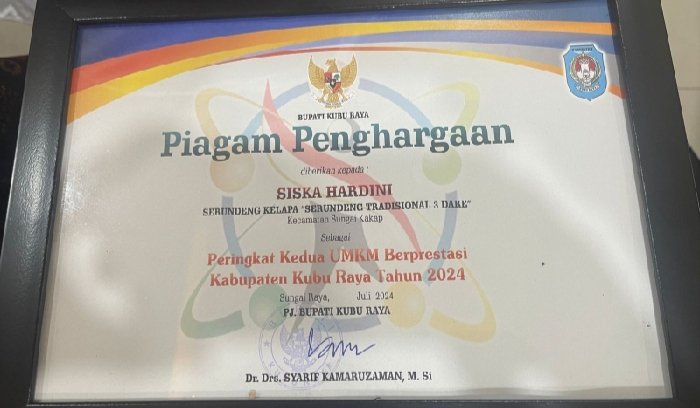 BUPATI KUBU RAYA
Piagam Penghargaan
diberikan kepada :
SISKA HARDINI
SERUNDENG KELAPA "SERUNDENG TRADISIONAL 3 DARE"
Kecamatan Sungai Kakap
Sebagai
Peringkat Kedua UMKM Berprestasi
Kabupaten Kubu Raya Tahun 2024
Sungai Raya, Juli 2024
PJ. BUPATI KUBU RAYA
Dr. Drs. SYARIF KAMARUZAMAN, M. Si